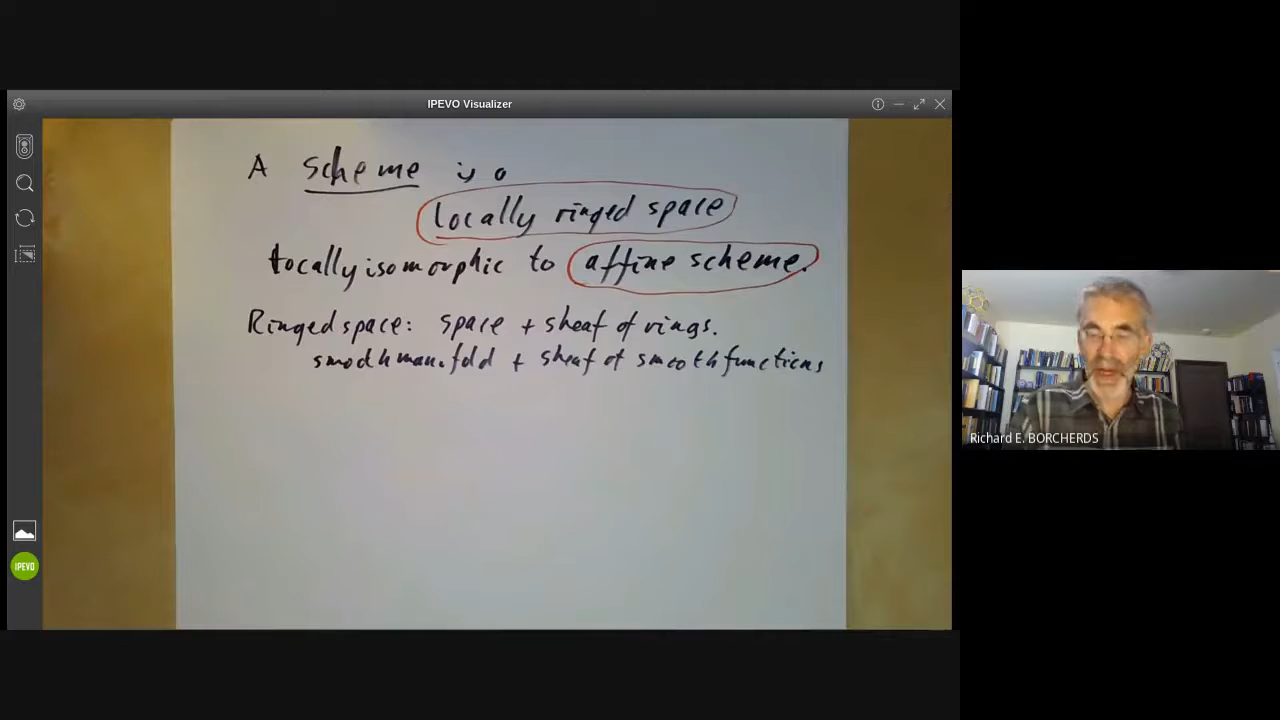 IPEVO Visualizer
A scheme is a
locally ringed space
locally isomorphic to affine scheme.
Ringed space: space + sheaf of rings.
smooth manifold + sheaf of smooth functions
Richard E. BORCHERDS
IPEVO